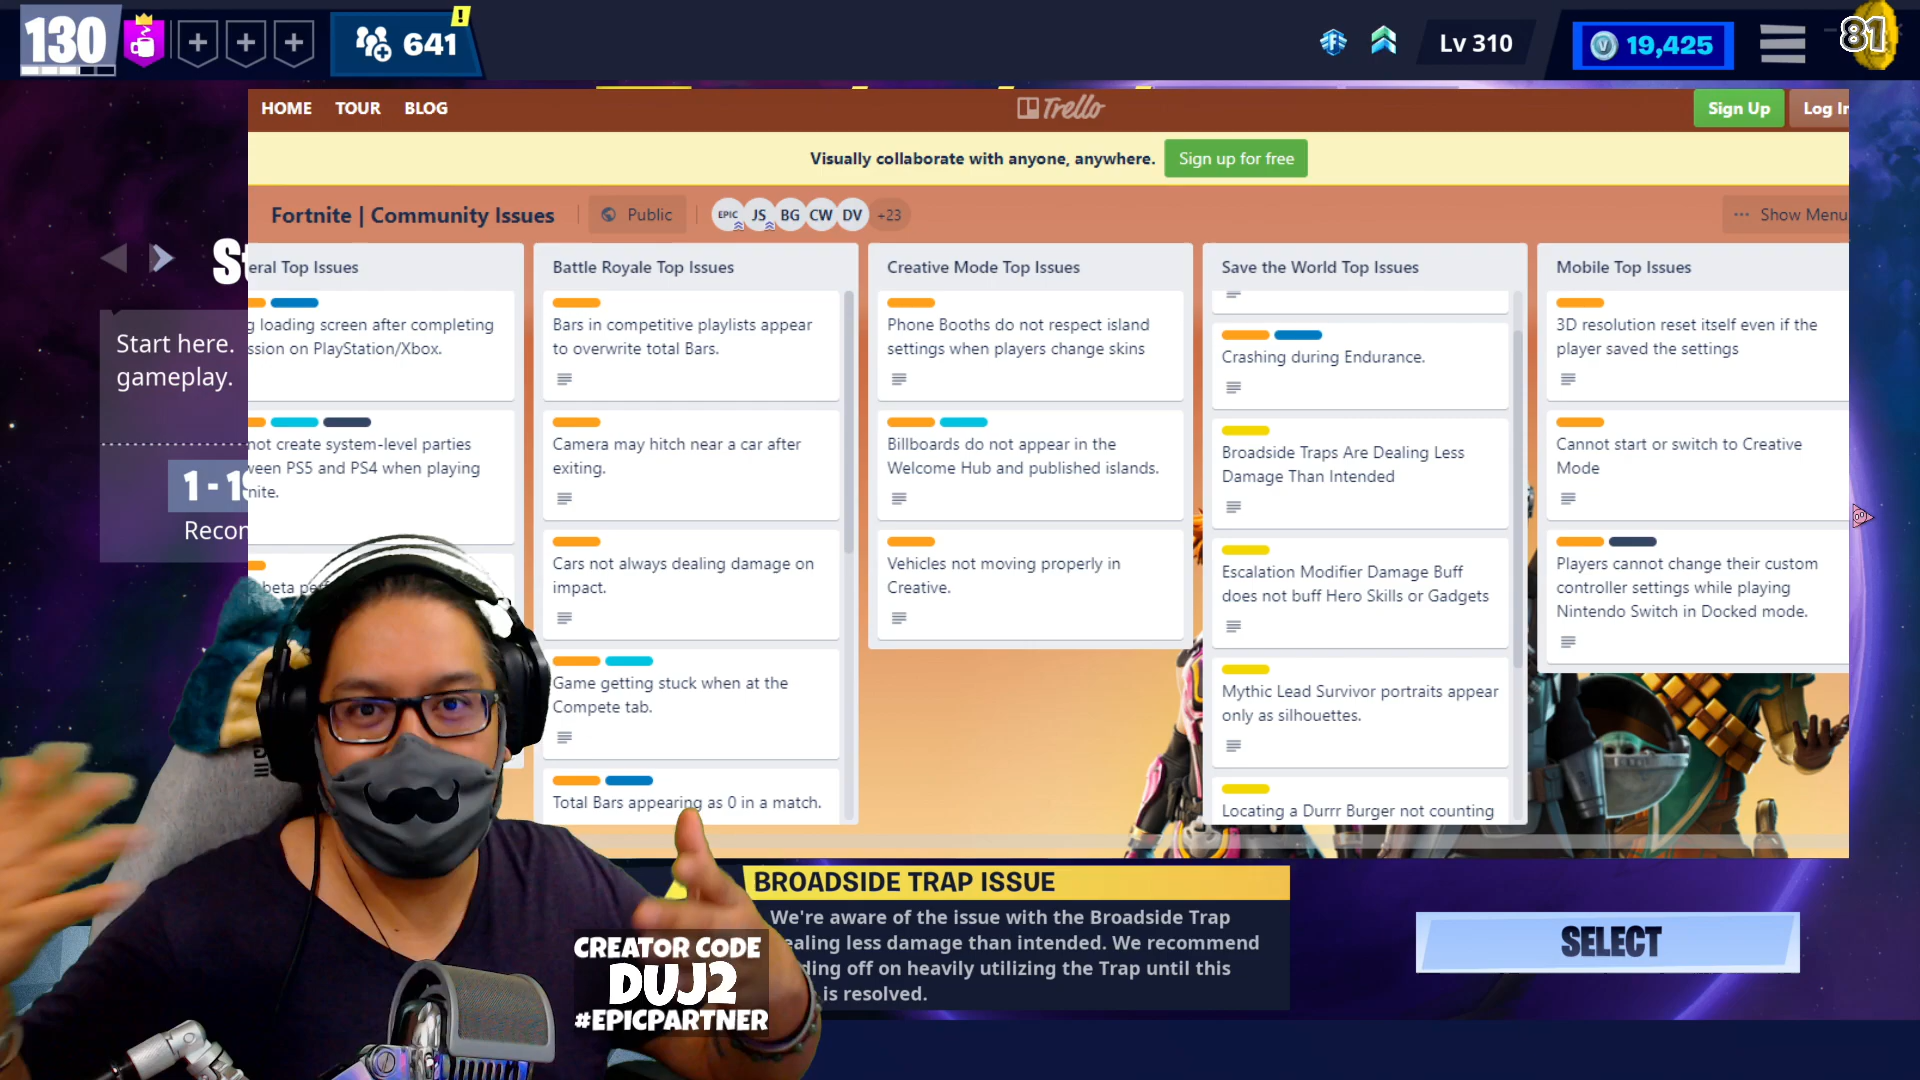 130
641
!
Lv 310
19,425
81
HOME
TOUR
BLOG
Trello
Sign Up
Log In
Visually collaborate with anyone, anywhere.
Sign up for free
Fortnite | Community Issues
Public
EPIC
JS
BG
CW
DV
+23
··· Show Menu
St
Start here.
gameplay.
1 - 19
Recon
eral Top Issues
g loading screen after completing
ssion on PlayStation/Xbox.
not create system-level parties
ween PS5 and PS4 when playing
nite.
beta pe
Battle Royale Top Issues
Bars in competitive playlists appear
to overwrite total Bars.
Camera may hitch near a car after
exiting.
Cars not always dealing damage on
impact.
Game getting stuck when at the
Compete tab.
Total Bars appearing as 0 in a match.
Creative Mode Top Issues
Phone Booths do not respect island
settings when players change skins
Billboards do not appear in the
Welcome Hub and published islands.
Vehicles not moving properly in
Creative.
Save the World Top Issues
Crashing during Endurance.
Broadside Traps Are Dealing Less
Damage Than Intended
Escalation Modifier Damage Buff
does not buff Hero Skills or Gadgets
Mythic Lead Survivor portraits appear
only as silhouettes.
Locating a Durrr Burger not counting
Mobile Top Issues
3D resolution reset itself even if the
player saved the settings
Cannot start or switch to Creative
Mode
Players cannot change their custom
controller settings while playing
Nintendo Switch in Docked mode.
BROADSIDE TRAP ISSUE
We're aware of the issue with the Broadside Trap
ealing less damage than intended. We recommend
ding off on heavily utilizing the Trap until this
is resolved.
SELECT
CREATOR CODE
DUJ2
#EPICPARTNER